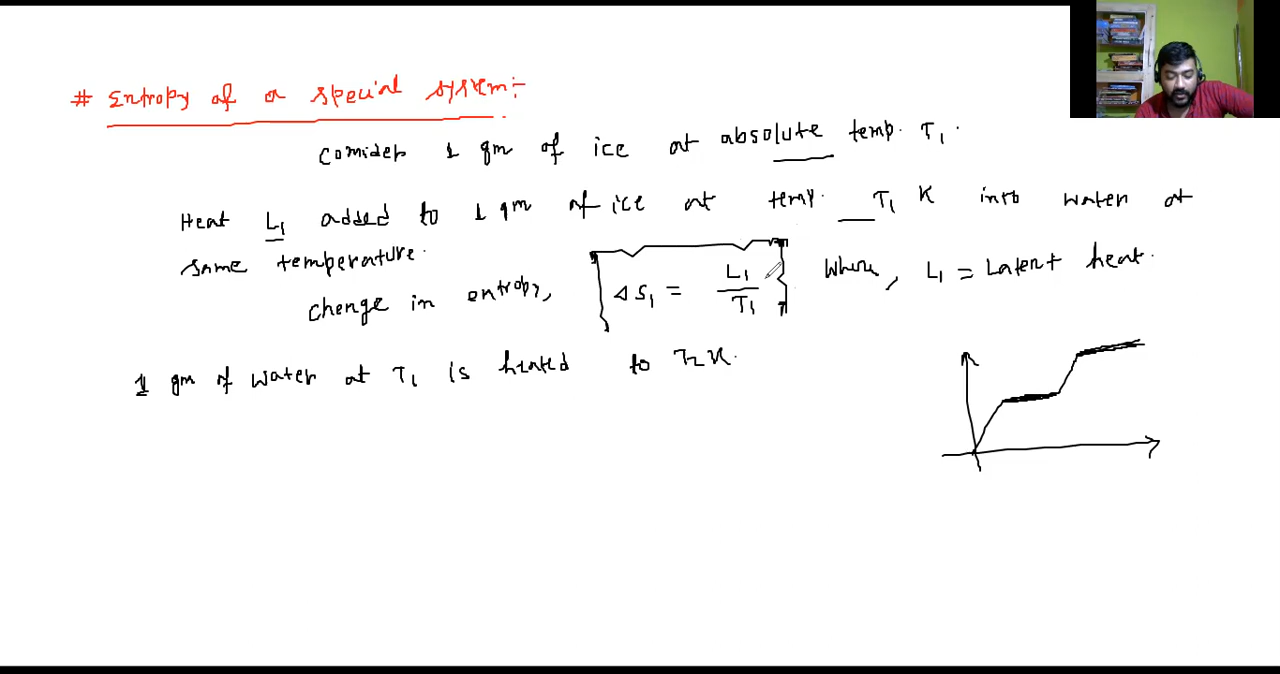 # Entropy of a special system:-
Consider 1 gm of ice at absolute temp. T₁.
Heat L₁ added to 1 gm of ice at temp. T₁ K into water at
same temperature.
change in entropy, ΔS₁ = L₁/T₁ where, L₁ = Latent heat.
1 gm of water at T₁ is heated to T₂ K.